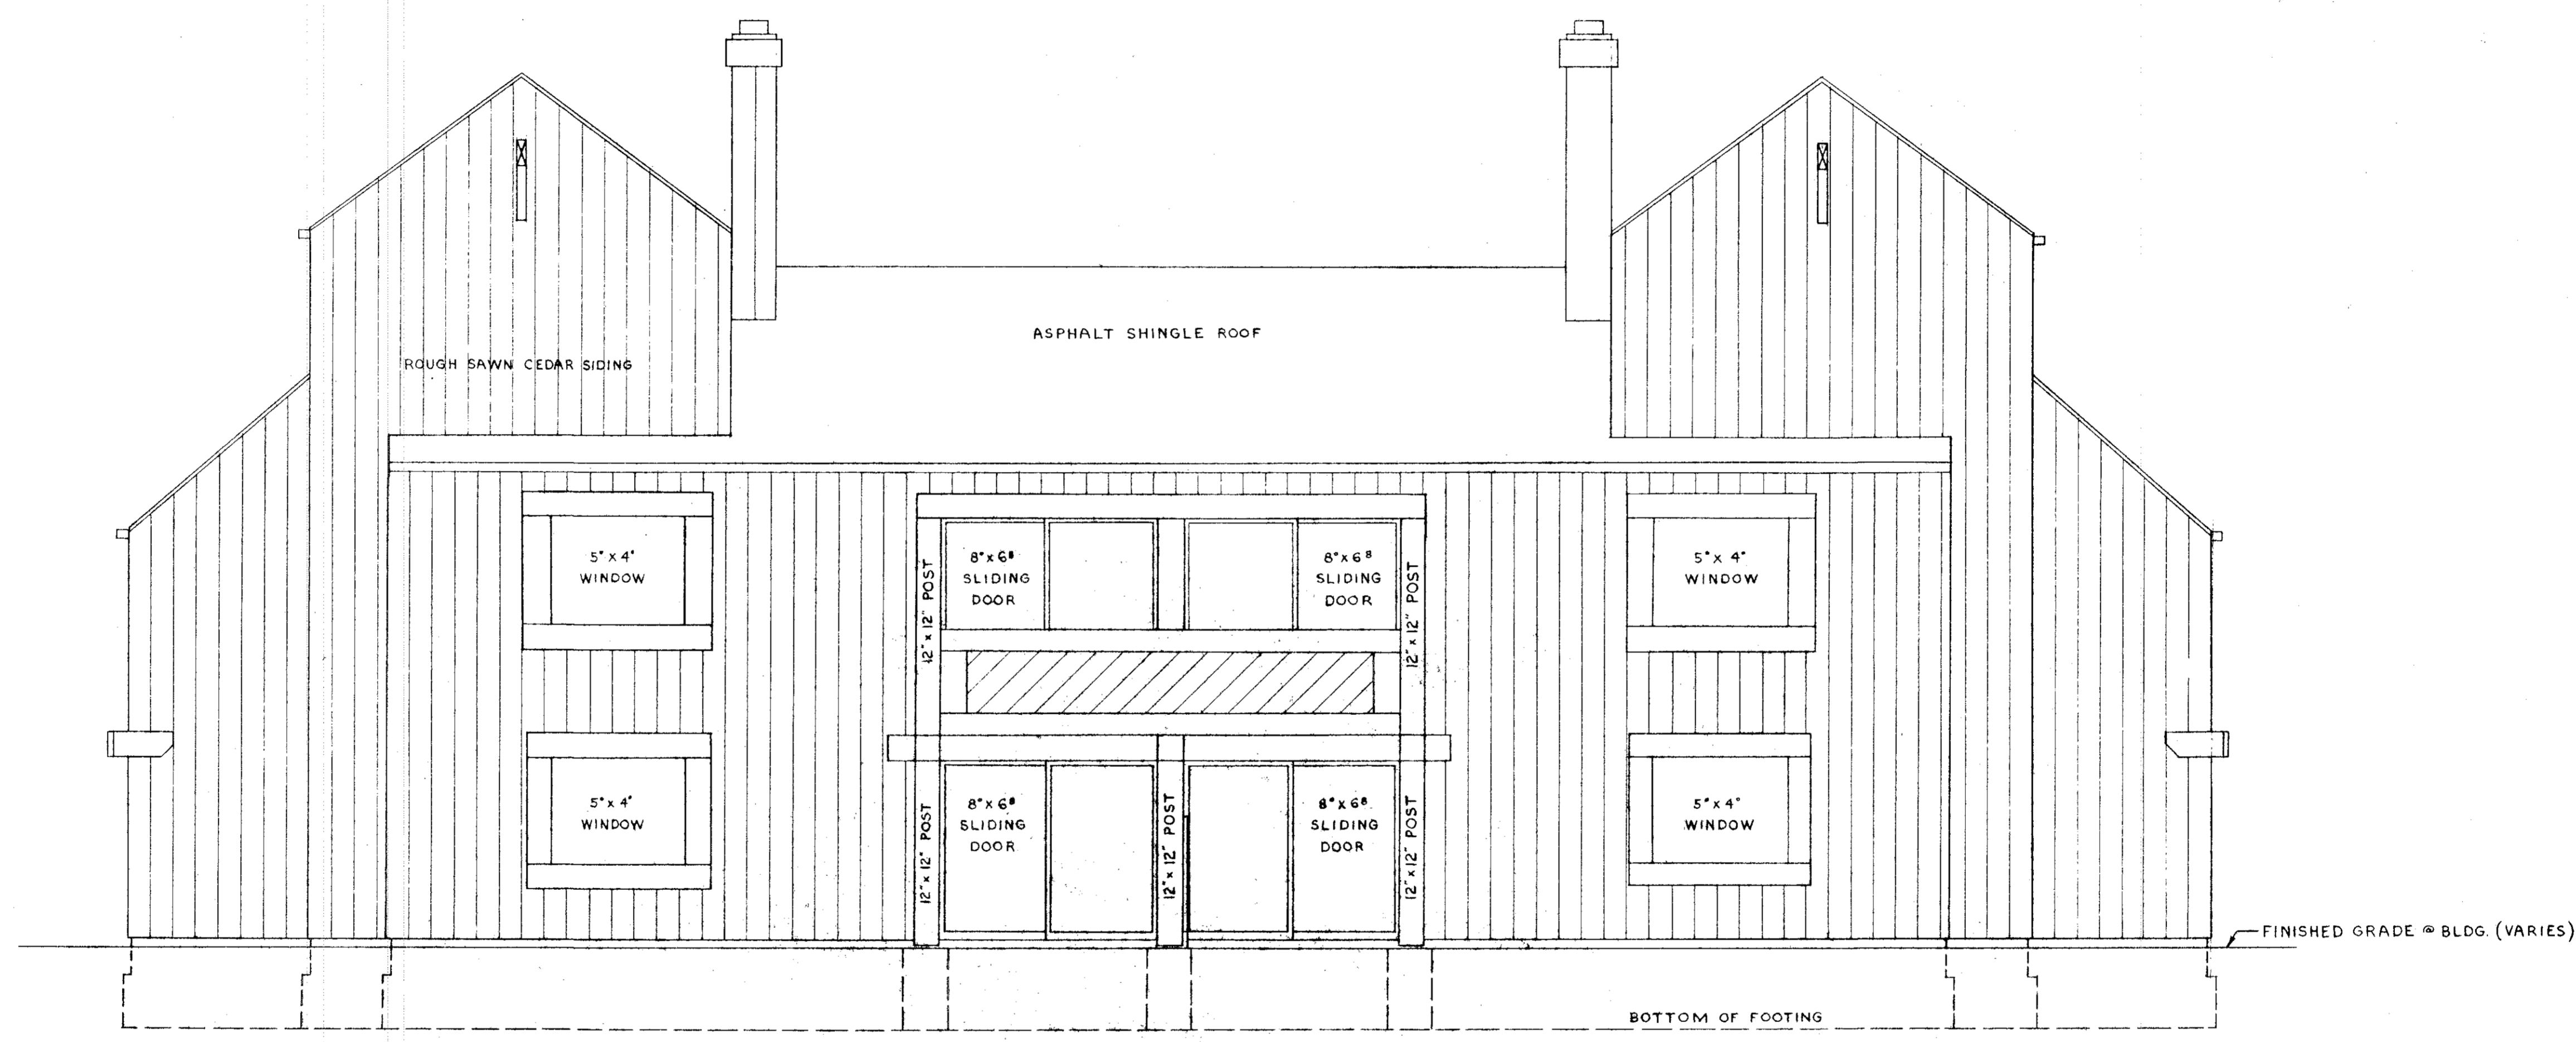 ASPHALT SHINGLE ROOF
ROUGH SAWN CEDAR SIDING
5° x 4°
WINDOW
12" x 12" POST
8° x 6⁸
SLIDING
DOOR
8° x 6⁸
SLIDING
DOOR
12" x 12" POST
5° x 4°
WINDOW
5° x 4°
WINDOW
12" x 12" POST
8° x 6⁸
SLIDING
DOOR
12" x 12" POST
8° x 6⁸
SLIDING
DOOR
12" x 12" POST
5° x 4°
WINDOW
FINISHED GRADE @ BLDG. (VARIES)
BOTTOM OF FOOTING